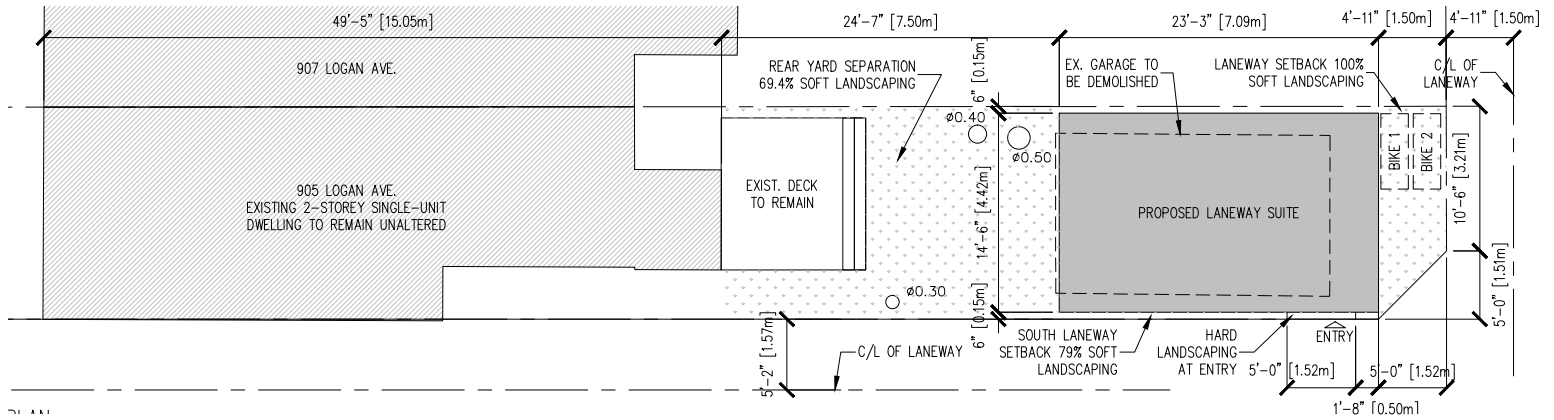 49'-5" [15.05m]
24'-7" [7.50m]
23'-3" [7.09m]
4'-11" [1.50m]
4'-11" [1.50m]
907 LOGAN AVE.
REAR YARD SEPARATION
69.4% SOFT LANDSCAPING
6" [0.15m]
EX. GARAGE TO
BE DEMOLISHED
LANEWAY SETBACK 100%
SOFT LANDSCAPING
C/L OF
LANEWAY
ø0.40
ø0.50
BIKE 1
BIKE 2
10'-6" [3.21m]
905 LOGAN AVE.
EXISTING 2-STOREY SINGLE-UNIT
DWELLING TO REMAIN UNALTERED
EXIST. DECK
TO REMAIN
14'-6" [4.42m]
PROPOSED LANEWAY SUITE
ø0.30
5'-0" [1.51m]
5'-2" [1.57m]
C/L OF LANEWAY
6" [0.15m]
SOUTH LANEWAY
SETBACK 79% SOFT
LANDSCAPING
HARD
LANDSCAPING
AT ENTRY
ENTRY
5'-0" [1.52m]
5'-0" [1.52m]
1'-8" [0.50m]